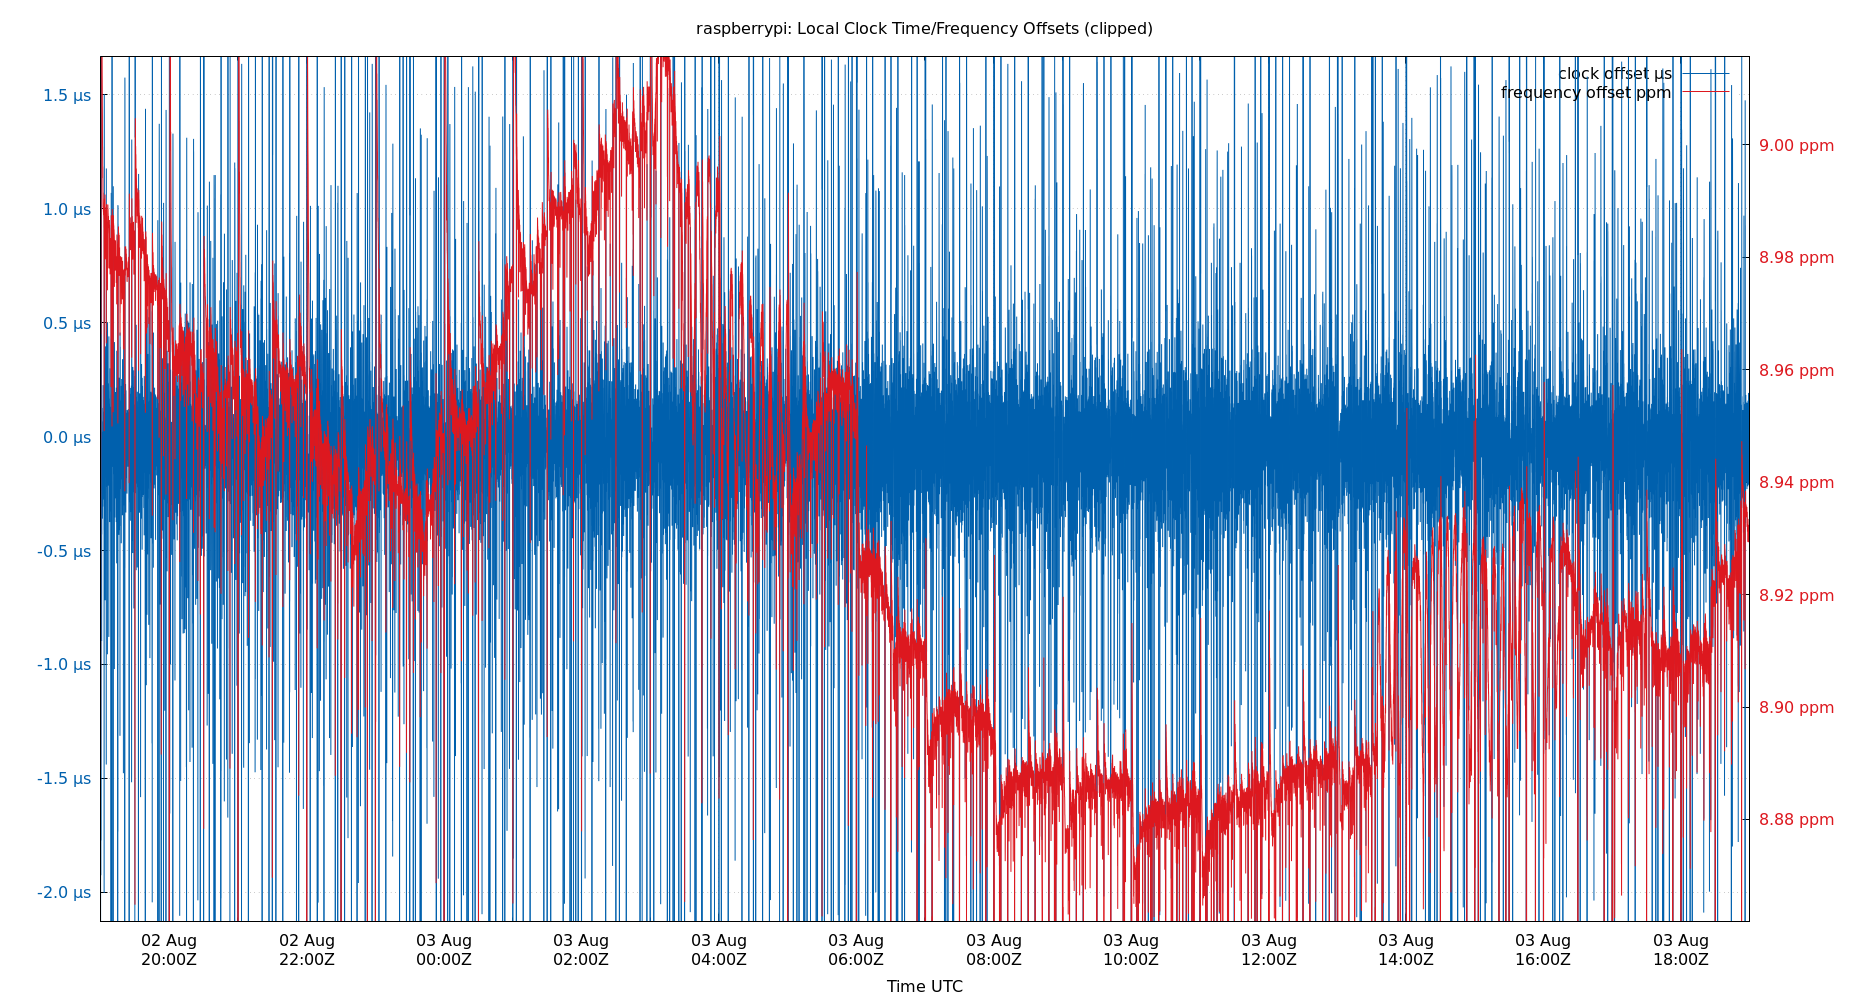 raspberrypi: Local Clock Time/Frequency Offsets (clipped)
clock offset µs
frequency offset ppm
1.5 µs
1.0 µs
0.5 µs
0.0 µs
-0.5 µs
-1.0 µs
-1.5 µs
-2.0 µs
9.00 ppm
8.98 ppm
8.96 ppm
8.94 ppm
8.92 ppm
8.90 ppm
8.88 ppm
02 Aug 02 Aug 03 Aug 03 Aug 03 Aug 03 Aug 03 Aug 03 Aug 03 Aug 03 Aug 03 Aug 03 Aug
20:00Z 22:00Z 00:00Z 02:00Z 04:00Z 06:00Z 08:00Z 10:00Z 12:00Z 14:00Z 16:00Z 18:00Z
Time UTC